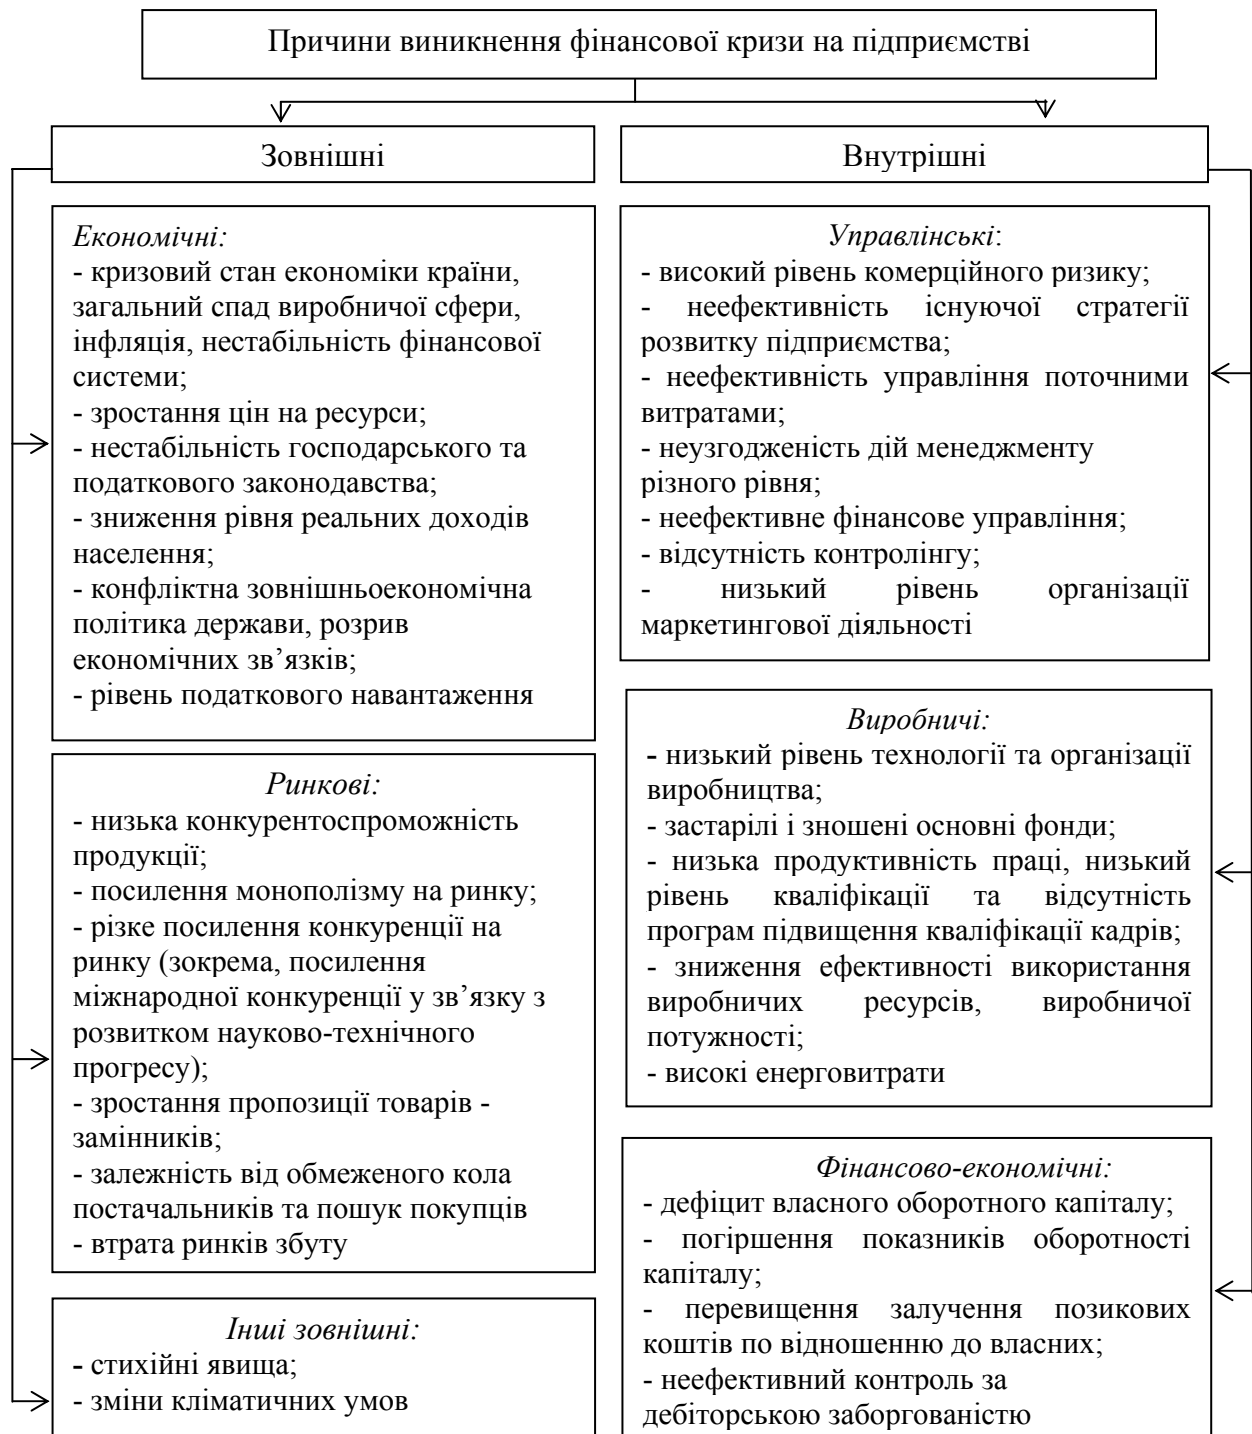 Причини виникнення фінансової кризи на підприємстві
Зовнішні
Економічні:
- кризовий стан економіки країни,
загальний спад виробничої сфери,
інфляція, нестабільність фінансової
системи;
- зростання цін на ресурси;
- нестабільність господарського та
податкового законодавства;
- зниження рівня реальних доходів
населення;
- конфліктна зовнішньоекономічна
політика держави, розрив
економічних зв’язків;
- рівень податкового навантаження
Ринкові:
- низька конкурентоспроможність
продукції;
- посилення монополізму на ринку;
- різке посилення конкуренції на
ринку (зокрема, посилення
міжнародної конкуренції у зв’язку з
розвитком науково-технічного
прогресу);
- зростання пропозиції товарів -
замінників;
- залежність від обмеженого кола
постачальників та пошук покупців
- втрата ринків збуту
Інші зовнішні:
- стихійні явища;
- зміни кліматичних умов
Внутрішні
Управлінські:
- високий рівень комерційного ризику;
- неефективність існуючої стратегії
розвитку підприємства;
- неефективність управління поточними
витратами;
- неузгодженість дій менеджменту
різного рівня;
- неефективне фінансове управління;
- відсутність контролінгу;
- низький рівень організації
маркетингової діяльності
Виробничі:
- низький рівень технології та організації
виробництва;
- застарілі і зношені основні фонди;
- низька продуктивність праці, низький
рівень кваліфікації та відсутність
програм підвищення кваліфікації кадрів;
- зниження ефективності використання
виробничих ресурсів, виробничої
потужності;
- високі енерговитрати
Фінансово-економічні:
- дефіцит власного оборотного капіталу;
- погіршення показників оборотності
капіталу;
- перевищення залучення позикових
коштів по відношенню до власних;
- неефективний контроль за
дебіторською заборгованістю